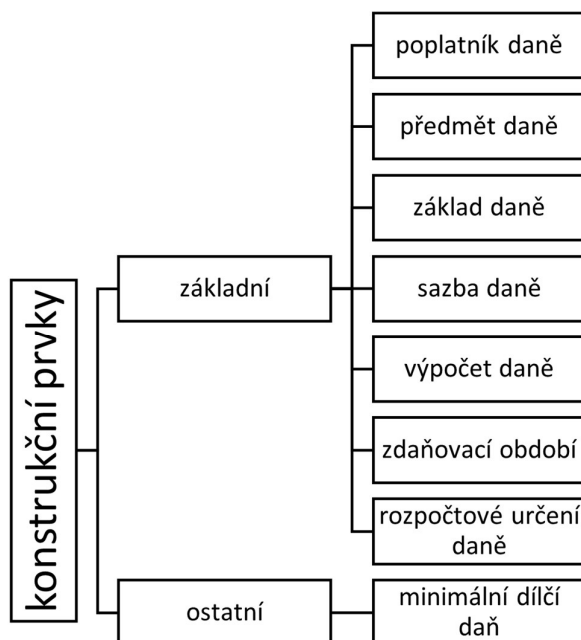 konstrukční prvky
základní
poplatník daně
předmět daně
základ daně
sazba daně
výpočet daně
zdaňovací období
rozpočtové určení
daně
ostatní
minimální dílčí
daň